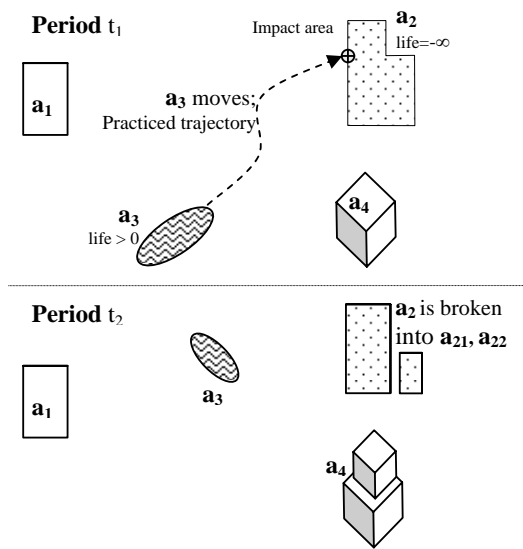 Period t₁
Impact area
a₂
life=-∞
a₁
a₃ moves;
Practiced trajectory
a₃
life > 0
a₄
Period t₂
a₂ is broken
into a₂₁, a₂₂
a₁
a₃
a₄